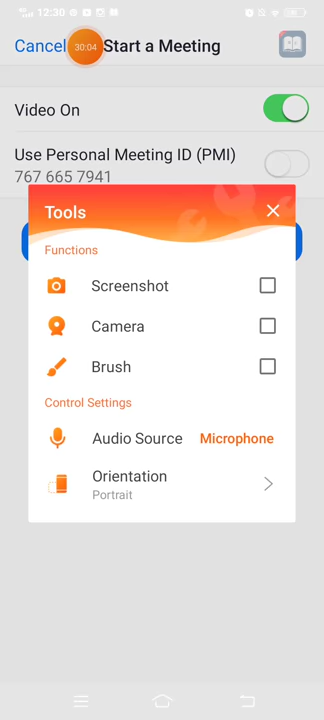 4G 12:30
Cancel 30:04 Start a Meeting
Video On
Use Personal Meeting ID (PMI)
767 665 7941
Tools
Functions
Screenshot
Camera
Brush
Control Settings
Audio Source Microphone
Orientation
Portrait